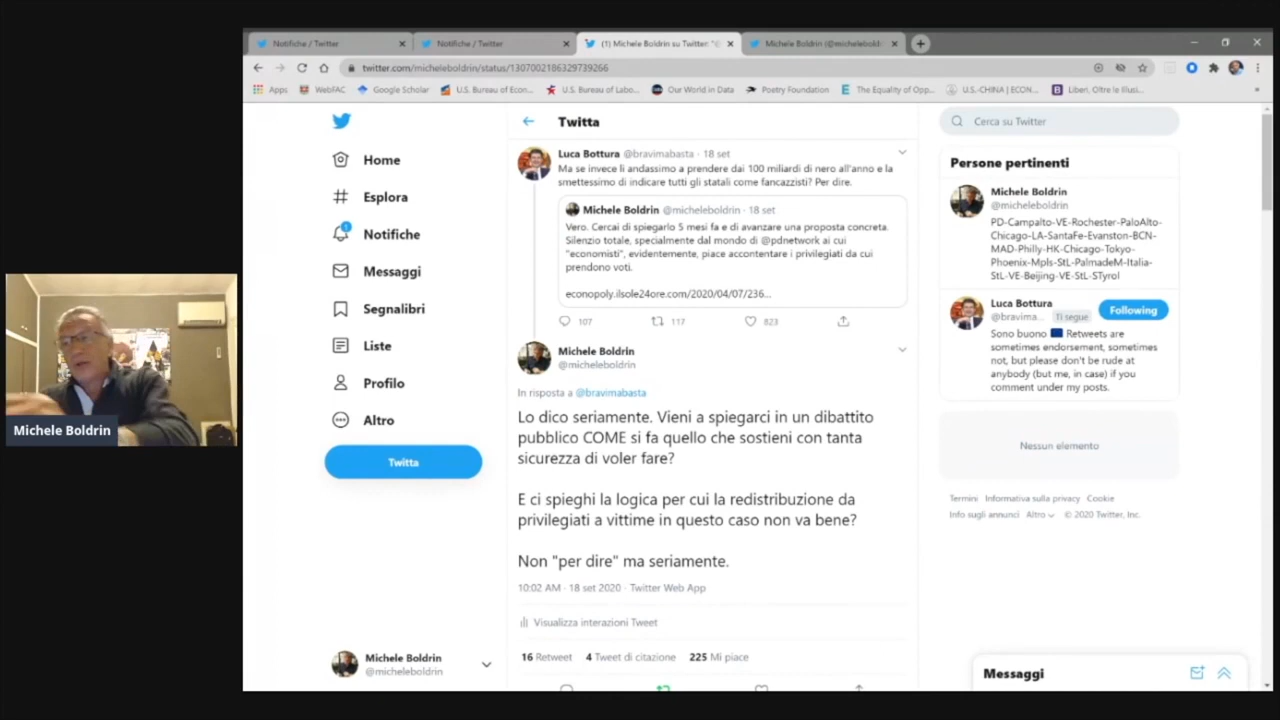 Notifiche / Twitter
Notifiche / Twitter
(1) Michele Boldrin su Twitter: "@
Michele Boldrin (@micheleboldri
twitter.com/micheleboldrin/status/1307002186329739266
Apps
WebFAC
Google Scholar
U.S. Bureau of Econ...
U.S. Bureau of Labo...
Our World in Data
Poetry Foundation
The Equality of Opp...
U.S.-CHINA | ECON...
Liberi, Oltre le Illusi...
Home
Esplora
1
Notifiche
Messaggi
Segnalibri
Liste
Profilo
Altro
Twitta
Michele Boldrin
@micheleboldrin
Michele Boldrin
Twitta
Luca Bottura @bravimabasta · 18 set
Ma se invece li andassimo a prendere dai 100 miliardi di nero all'anno e la
smettessimo di indicare tutti gli statali come fancazzisti? Per dire.
Michele Boldrin @micheleboldrin · 18 set
Vero. Cercai di spiegarlo 5 mesi fa e di avanzare una proposta concreta.
Silenzio totale, specialmente dal mondo di @pdnetwork ai cui
"economisti", evidentemente, piace accontentare i privilegiati da cui
prendono voti.
econopoly.ilsole24ore.com/2020/04/07/236...
107 117 823
Michele Boldrin
@micheleboldrin
In risposta a @bravimabasta
Lo dico seriamente. Vieni a spiegarci in un dibattito
pubblico COME si fa quello che sostieni con tanta
sicurezza di voler fare?
E ci spieghi la logica per cui la redistribuzione da
privilegiati a vittime in questo caso non va bene?
Non "per dire" ma seriamente.
10:02 AM · 18 set 2020 · Twitter Web App
Visualizza interazioni Tweet
16 Retweet 4 Tweet di citazione 225 Mi piace
Cerca su Twitter
Persone pertinenti
Michele Boldrin
@micheleboldrin
PD-Campalto-VE-Rochester-PaloAlto-
Chicago-LA-SantaFe-Evanston-BCN-
MAD-Philly-HK-Chicago-Tokyo-
Phoenix-Mpls-StL-PalmadeM-Italia-
StL-VE-Beijing-VE-StL-STyrol
Luca Bottura
@bravima... Ti segue
Following
Sono buono Retweets are
sometimes endorsement, sometimes
not, but please don't be rude at
anybody (but me, in case) if you
comment under my posts.
Nessun elemento
Termini Informativa sulla privacy Cookie
Info sugli annunci Altro © 2020 Twitter, Inc.
Messaggi